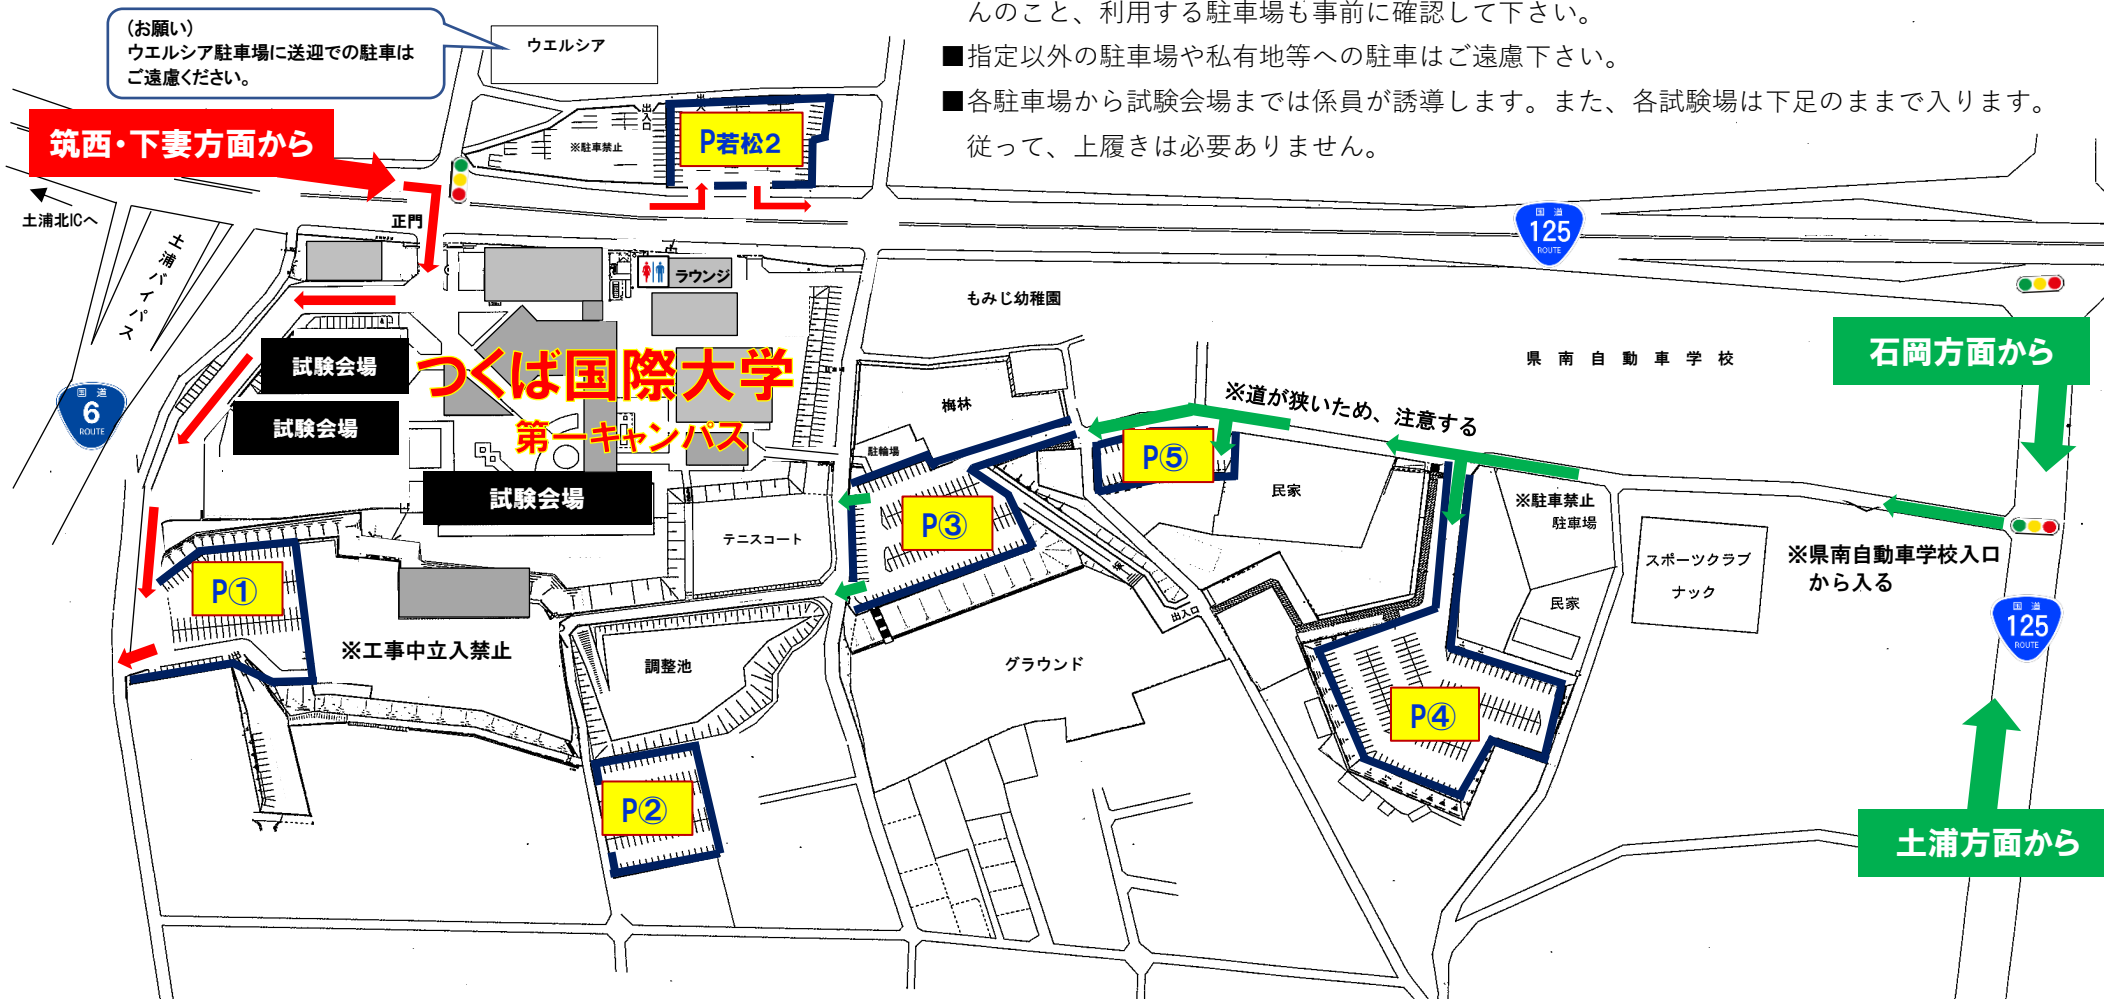 んのこと、利用する駐車場も事前に確認して下さい。
■指定以外の駐車場や私有地等への駐車はご遠慮下さい。
■各駐車場から試験会場までは係員が誘導します。また、各試験場は下足のままで入ります。
従って、上履きは必要ありません。
(お願い)
ウエルシア駐車場に送迎での駐車は
ご遠慮ください。
ウエルシア
筑西・下妻方面から
※駐車禁止
出入口
出入口
P若松2
土浦北ICへ
正門
土浦バイパス
国道
125
ROUTE
ラウンジ
もみじ幼稚園
県南自動車学校
石岡方面から
試験会場
つくば国際大学
国道
6
ROUTE
試験会場
第一キャンパス
梅林
※道が狭いため、注意する
駐輪場
P⑤
試験会場
民家
※駐車禁止
駐車場
P③
テニスコート
スポーツクラブ
ナック
※県南自動車学校入口
から入る
P①
民家
出入口
国道
125
ROUTE
※工事中立入禁止
調整池
グラウンド
P④
P②
土浦方面から